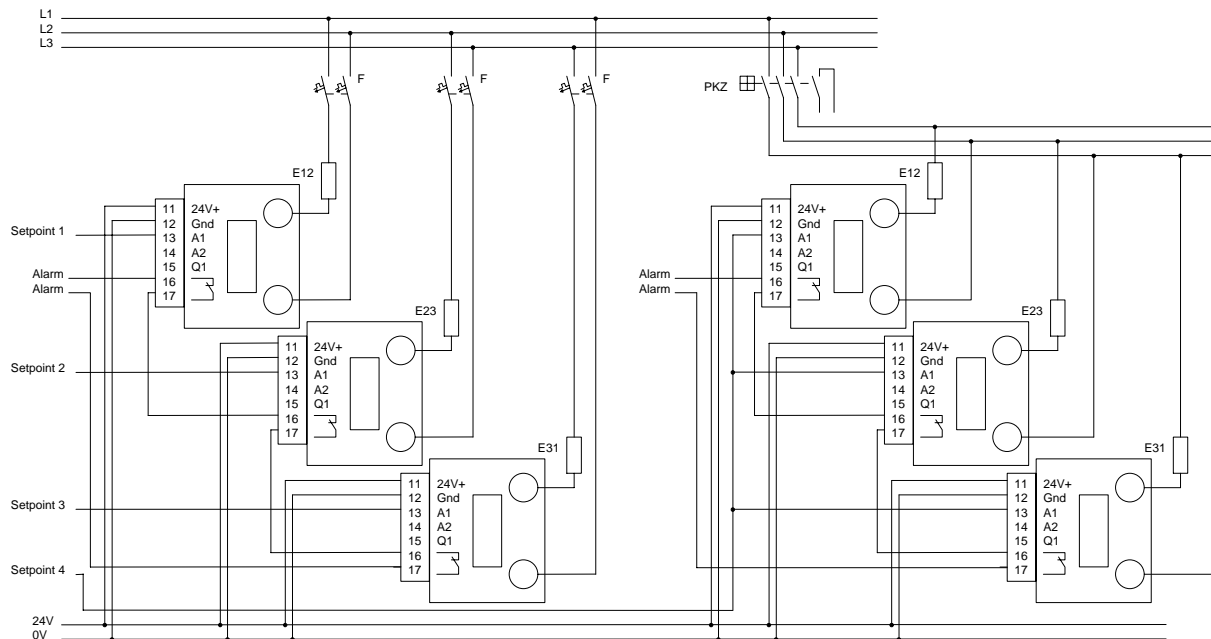 L1
L2
L3
F
F
PKZ
E12
11 24V+
12 Gnd
13 A1
14 A2
15 Q1
16
17
Setpoint 1
Alarm
Alarm
E23
11 24V+
12 Gnd
13 A1
14 A2
15 Q1
16
17
Setpoint 2
E31
11 24V+
12 Gnd
13 A1
14 A2
15 Q1
16
17
Setpoint 3
Setpoint 4
24V
0V
E12
11 24V+
12 Gnd
13 A1
14 A2
15 Q1
16
17
Alarm
Alarm
E23
11 24V+
12 Gnd
13 A1
14 A2
15 Q1
16
17
E31
11 24V+
12 Gnd
13 A1
14 A2
15 Q1
16
17